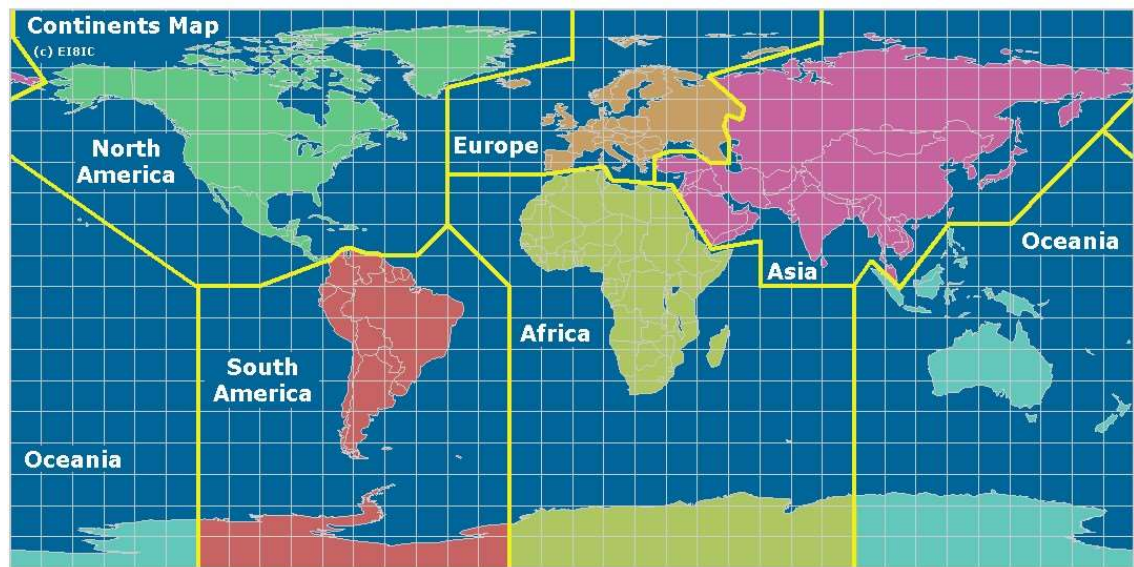 Continents Map
(c) EI8IC
North
America
Europe
Asia
Oceania
Africa
South
America
Oceania